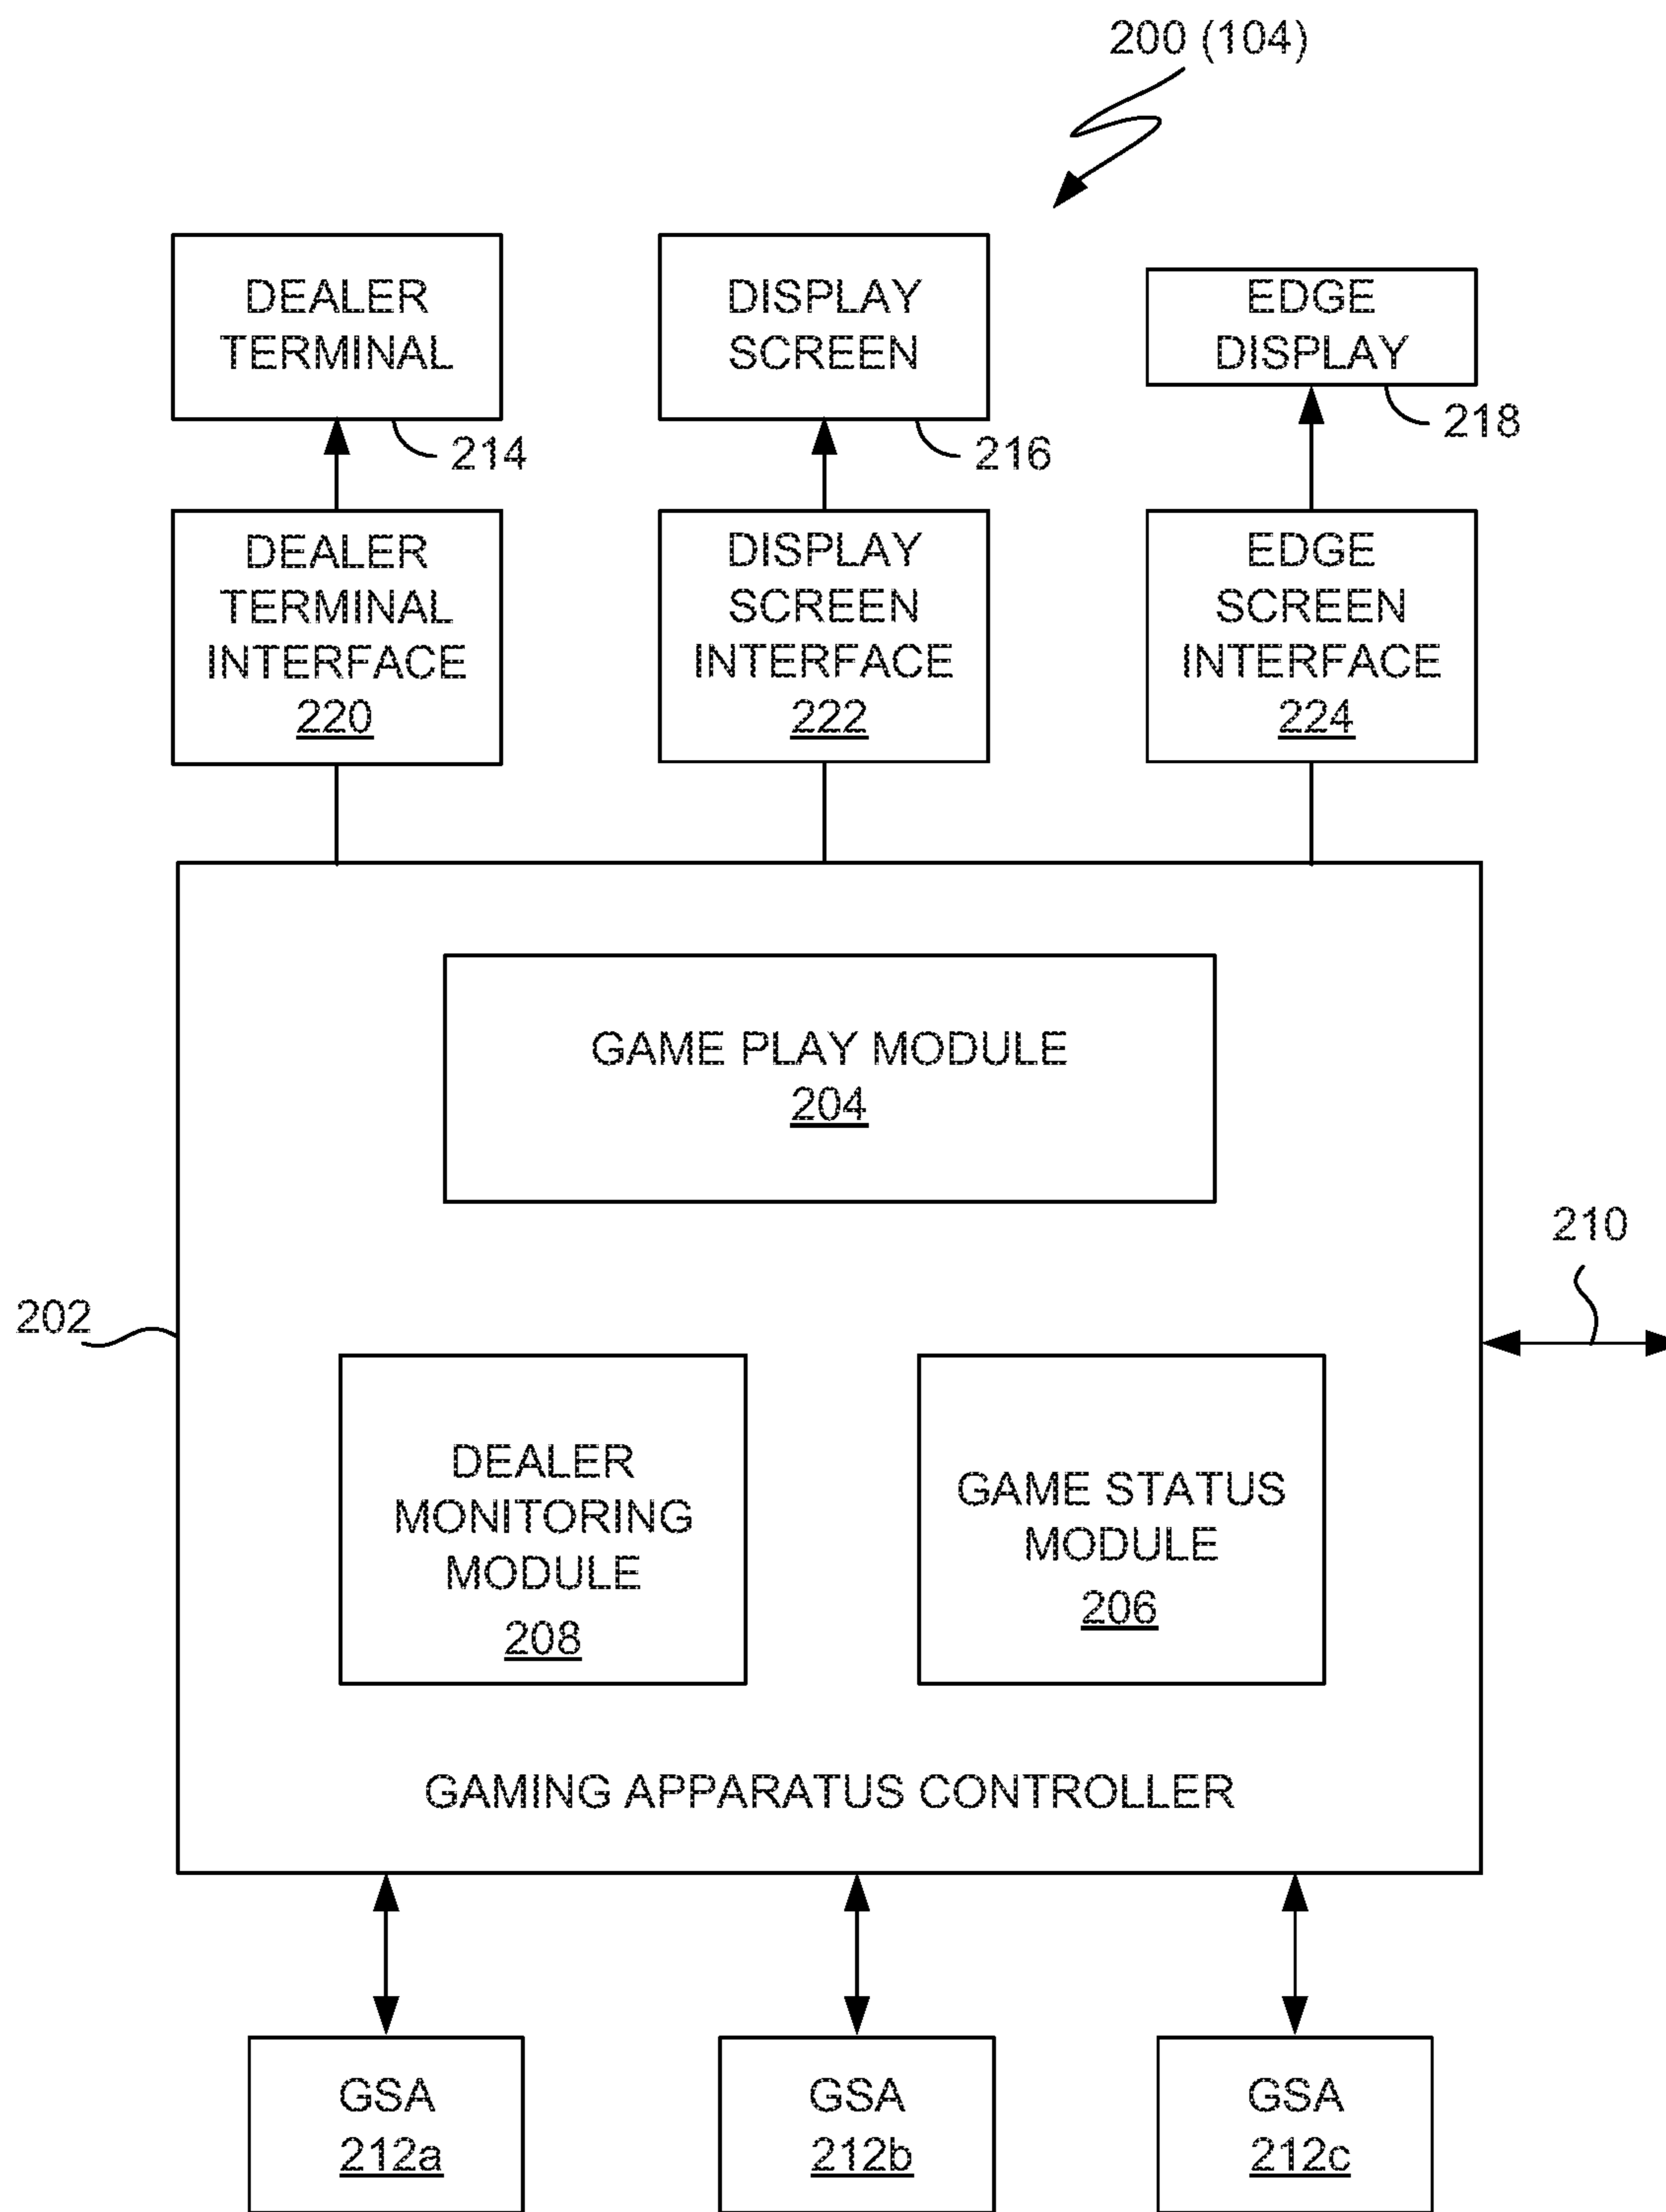 200 (104)
DEALER
TERMINAL
214
DISPLAY
SCREEN
216
EDGE
DISPLAY
218
DEALER
TERMINAL
INTERFACE
220
DISPLAY
SCREEN
INTERFACE
222
EDGE
SCREEN
INTERFACE
224
GAME PLAY MODULE
204
210
202
DEALER
MONITORING
MODULE
208
GAME STATUS
MODULE
206
GAMING APPARATUS CONTROLLER
GSA
212a
GSA
212b
GSA
212c